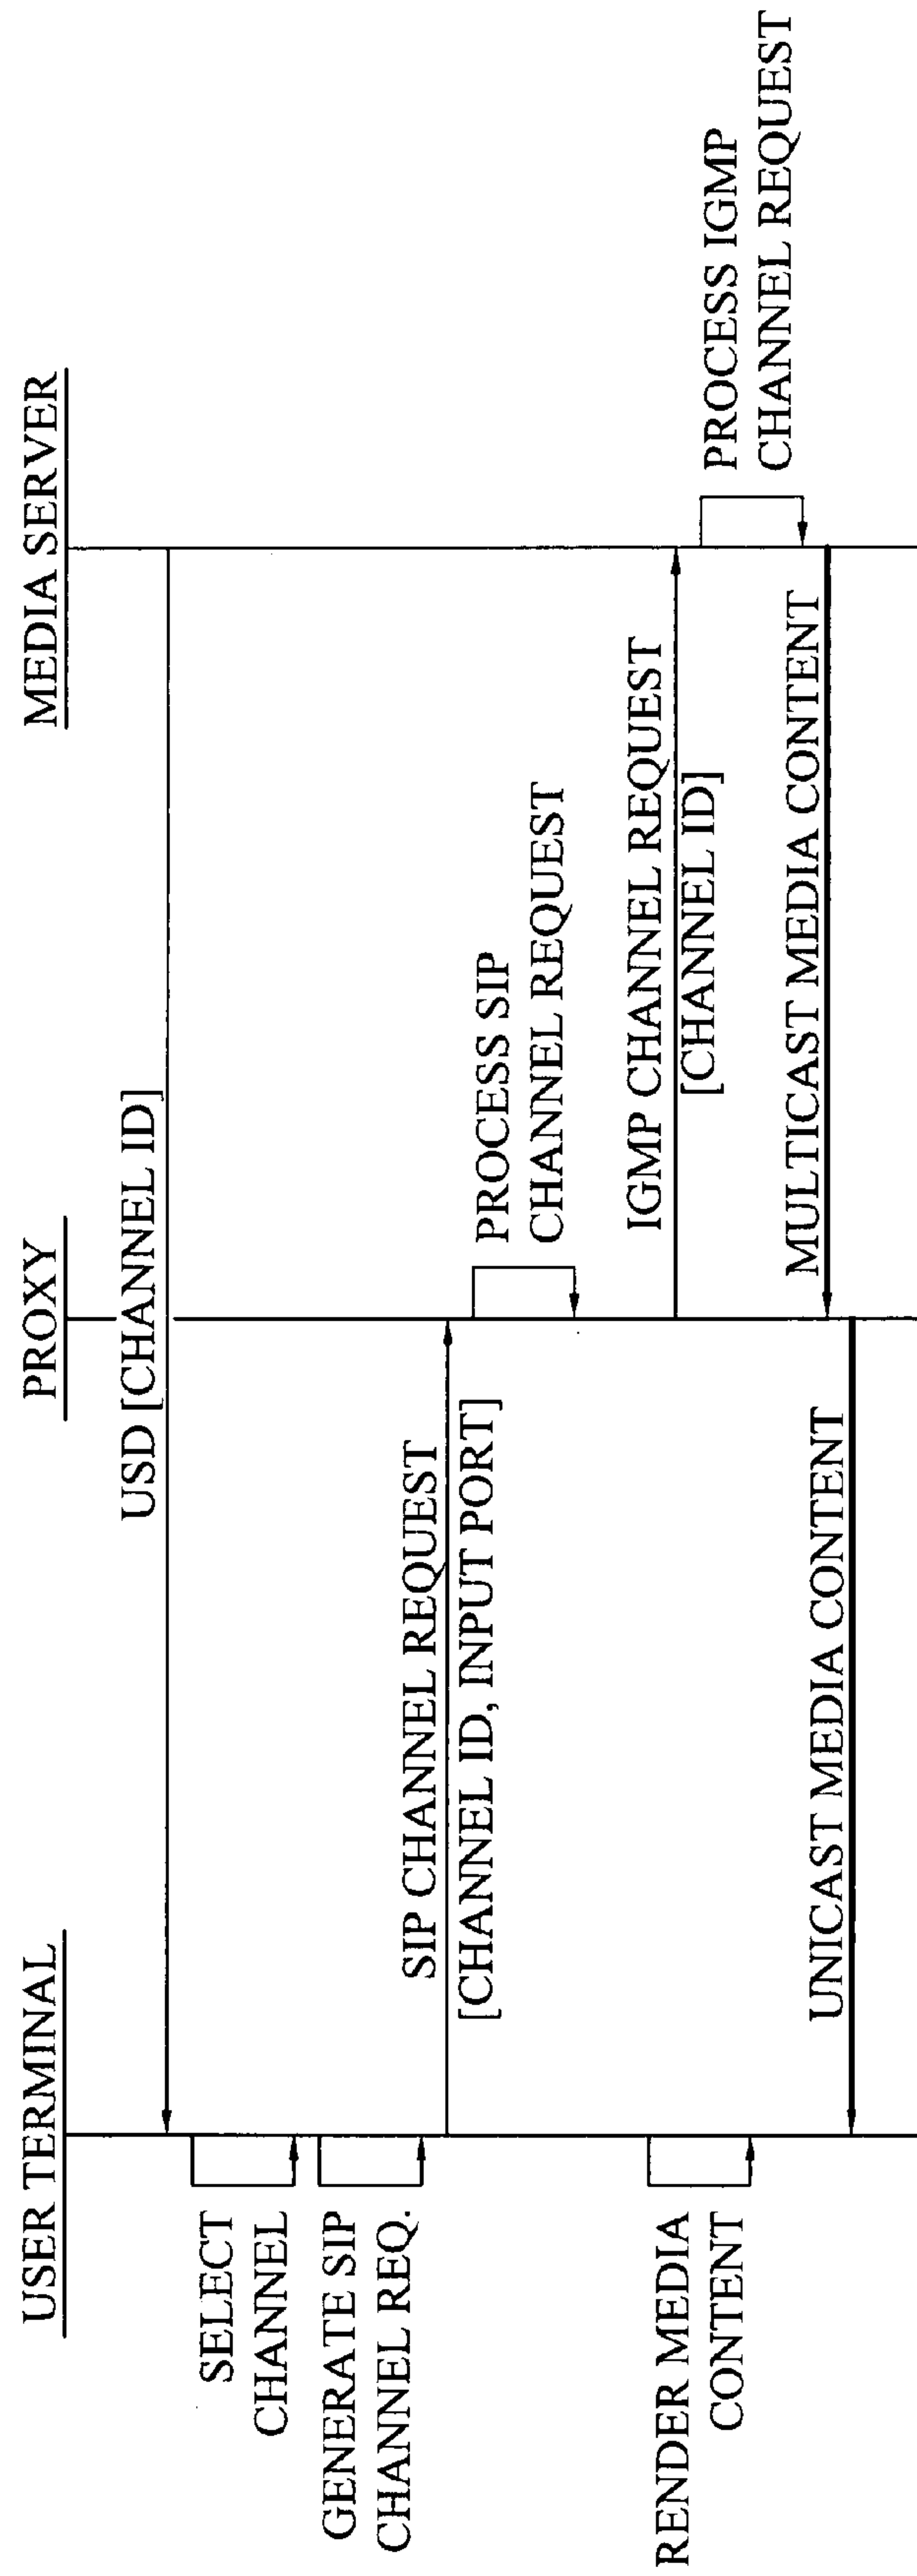 USER TERMINAL
PROXY
MEDIA SERVER
USD [CHANNEL ID]
SELECT
CHANNEL
GENERATE SIP
CHANNEL REQ.
SIP CHANNEL REQUEST
[CHANNEL ID, INPUT PORT]
PROCESS SIP
CHANNEL REQUEST
IGMP CHANNEL REQUEST
[CHANNEL ID]
PROCESS IGMP
CHANNEL REQUEST
RENDER MEDIA
CONTENT
MULTICAST MEDIA CONTENT
UNICAST MEDIA CONTENT